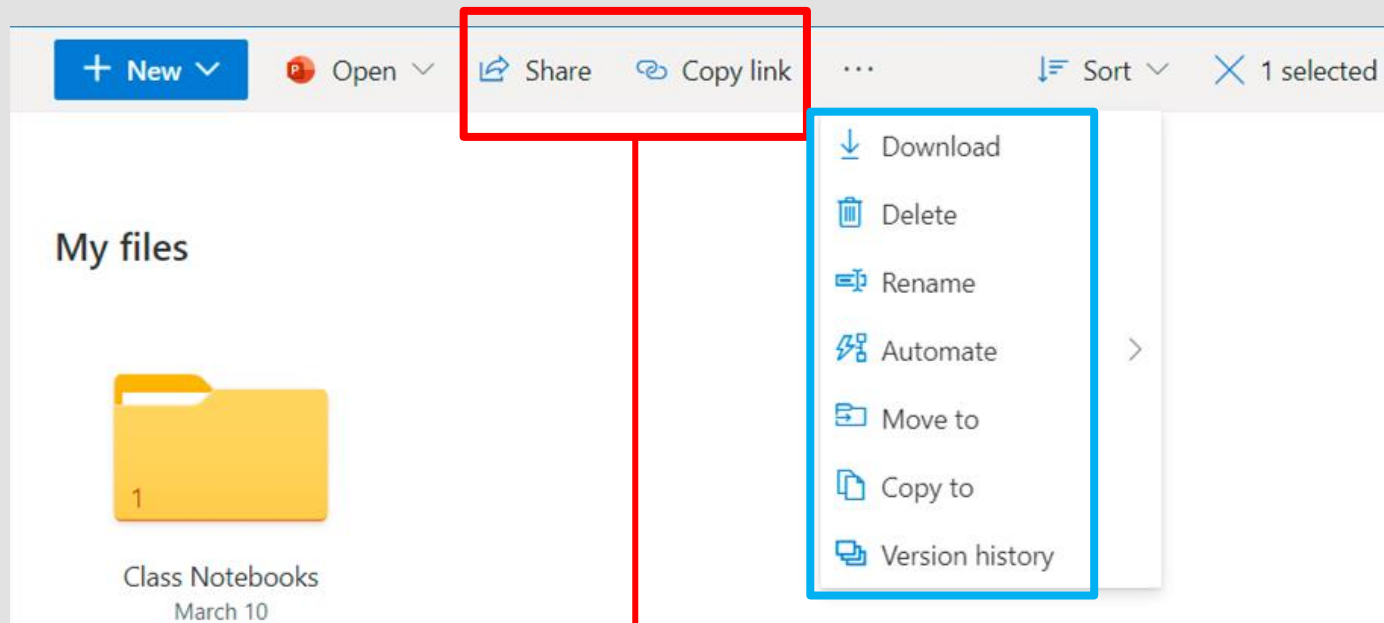 New Open Share Copy link ... Sort 1 selected
Download
Delete
My files
Rename
Automate
Move to
1
Copy to
Version history
Class Notebooks
March 10